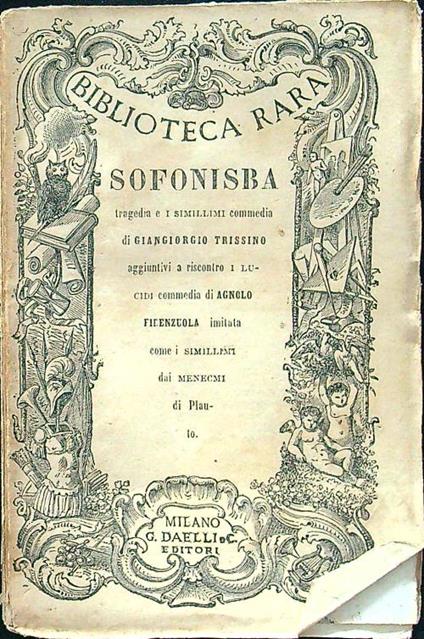 BIBLIOTECA RARA
SOFONISBA
tragedia e I SIMILLIMI commedia
di GIANGIORGIO TRISSINO
aggiuntivi a riscontro I LU-
CIDI commedia di AGNOLO
FIRENZUOLA imitata
come i SIMILLIMI
dai MENECMI
di Plau-
to.
MILANO
G. DAELLI e C.
EDITORI